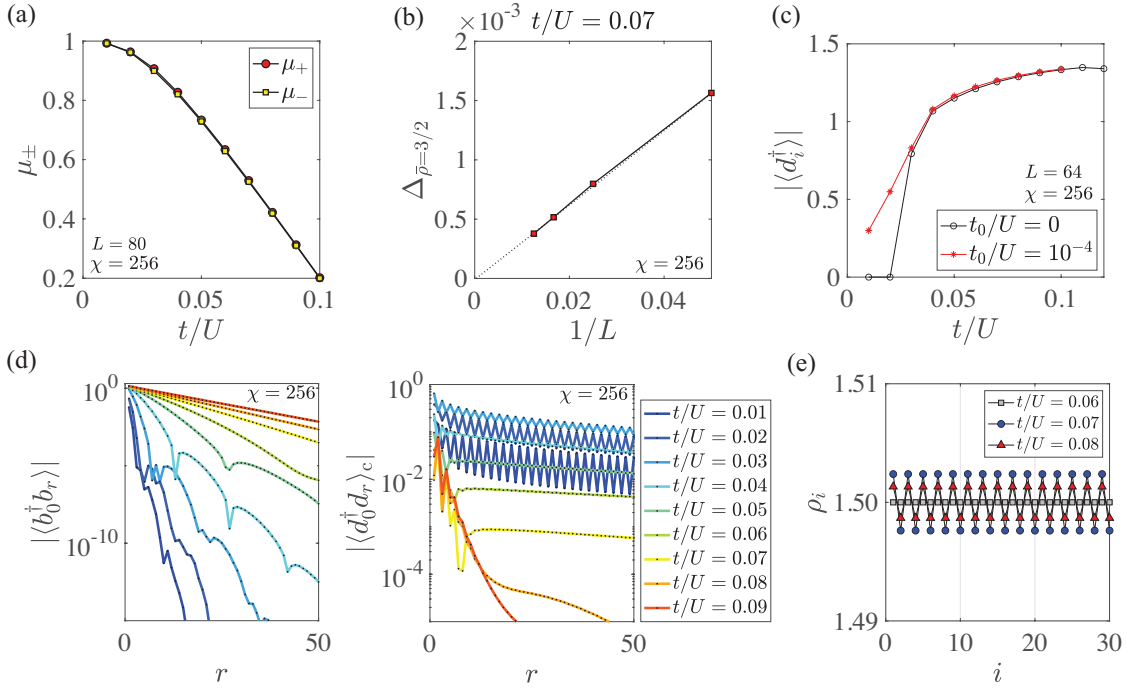 (a)
1
0.8
0.6
0.4
0.2
μ±
μ₊
μ₋
L = 80
χ = 256
0
0.05
0.1
t/U
(b)
×10⁻³ t/U = 0.07
2
1.5
1
0.5
0
Δρ̄=3/2
χ = 256
0
0.02
0.04
1/L
(c)
1.5
1
0.5
0
|⟨d†ᵢ⟩|
L = 64
χ = 256
t₀/U = 0
t₀/U = 10⁻⁴
0
0.05
0.1
t/U
(d)
χ = 256
10⁰
10⁻⁵
10⁻¹⁰
|⟨b†₀bᵣ⟩|
0
50
r
χ = 256
10⁰
10⁻²
10⁻⁴
|⟨d†₀dᵣ⟩c|
0
50
r
t/U = 0.01
t/U = 0.02
t/U = 0.03
t/U = 0.04
t/U = 0.05
t/U = 0.06
t/U = 0.07
t/U = 0.08
t/U = 0.09
(e)
1.51
1.50
1.49
ρᵢ
t/U = 0.06
t/U = 0.07
t/U = 0.08
0
10
20
30
i